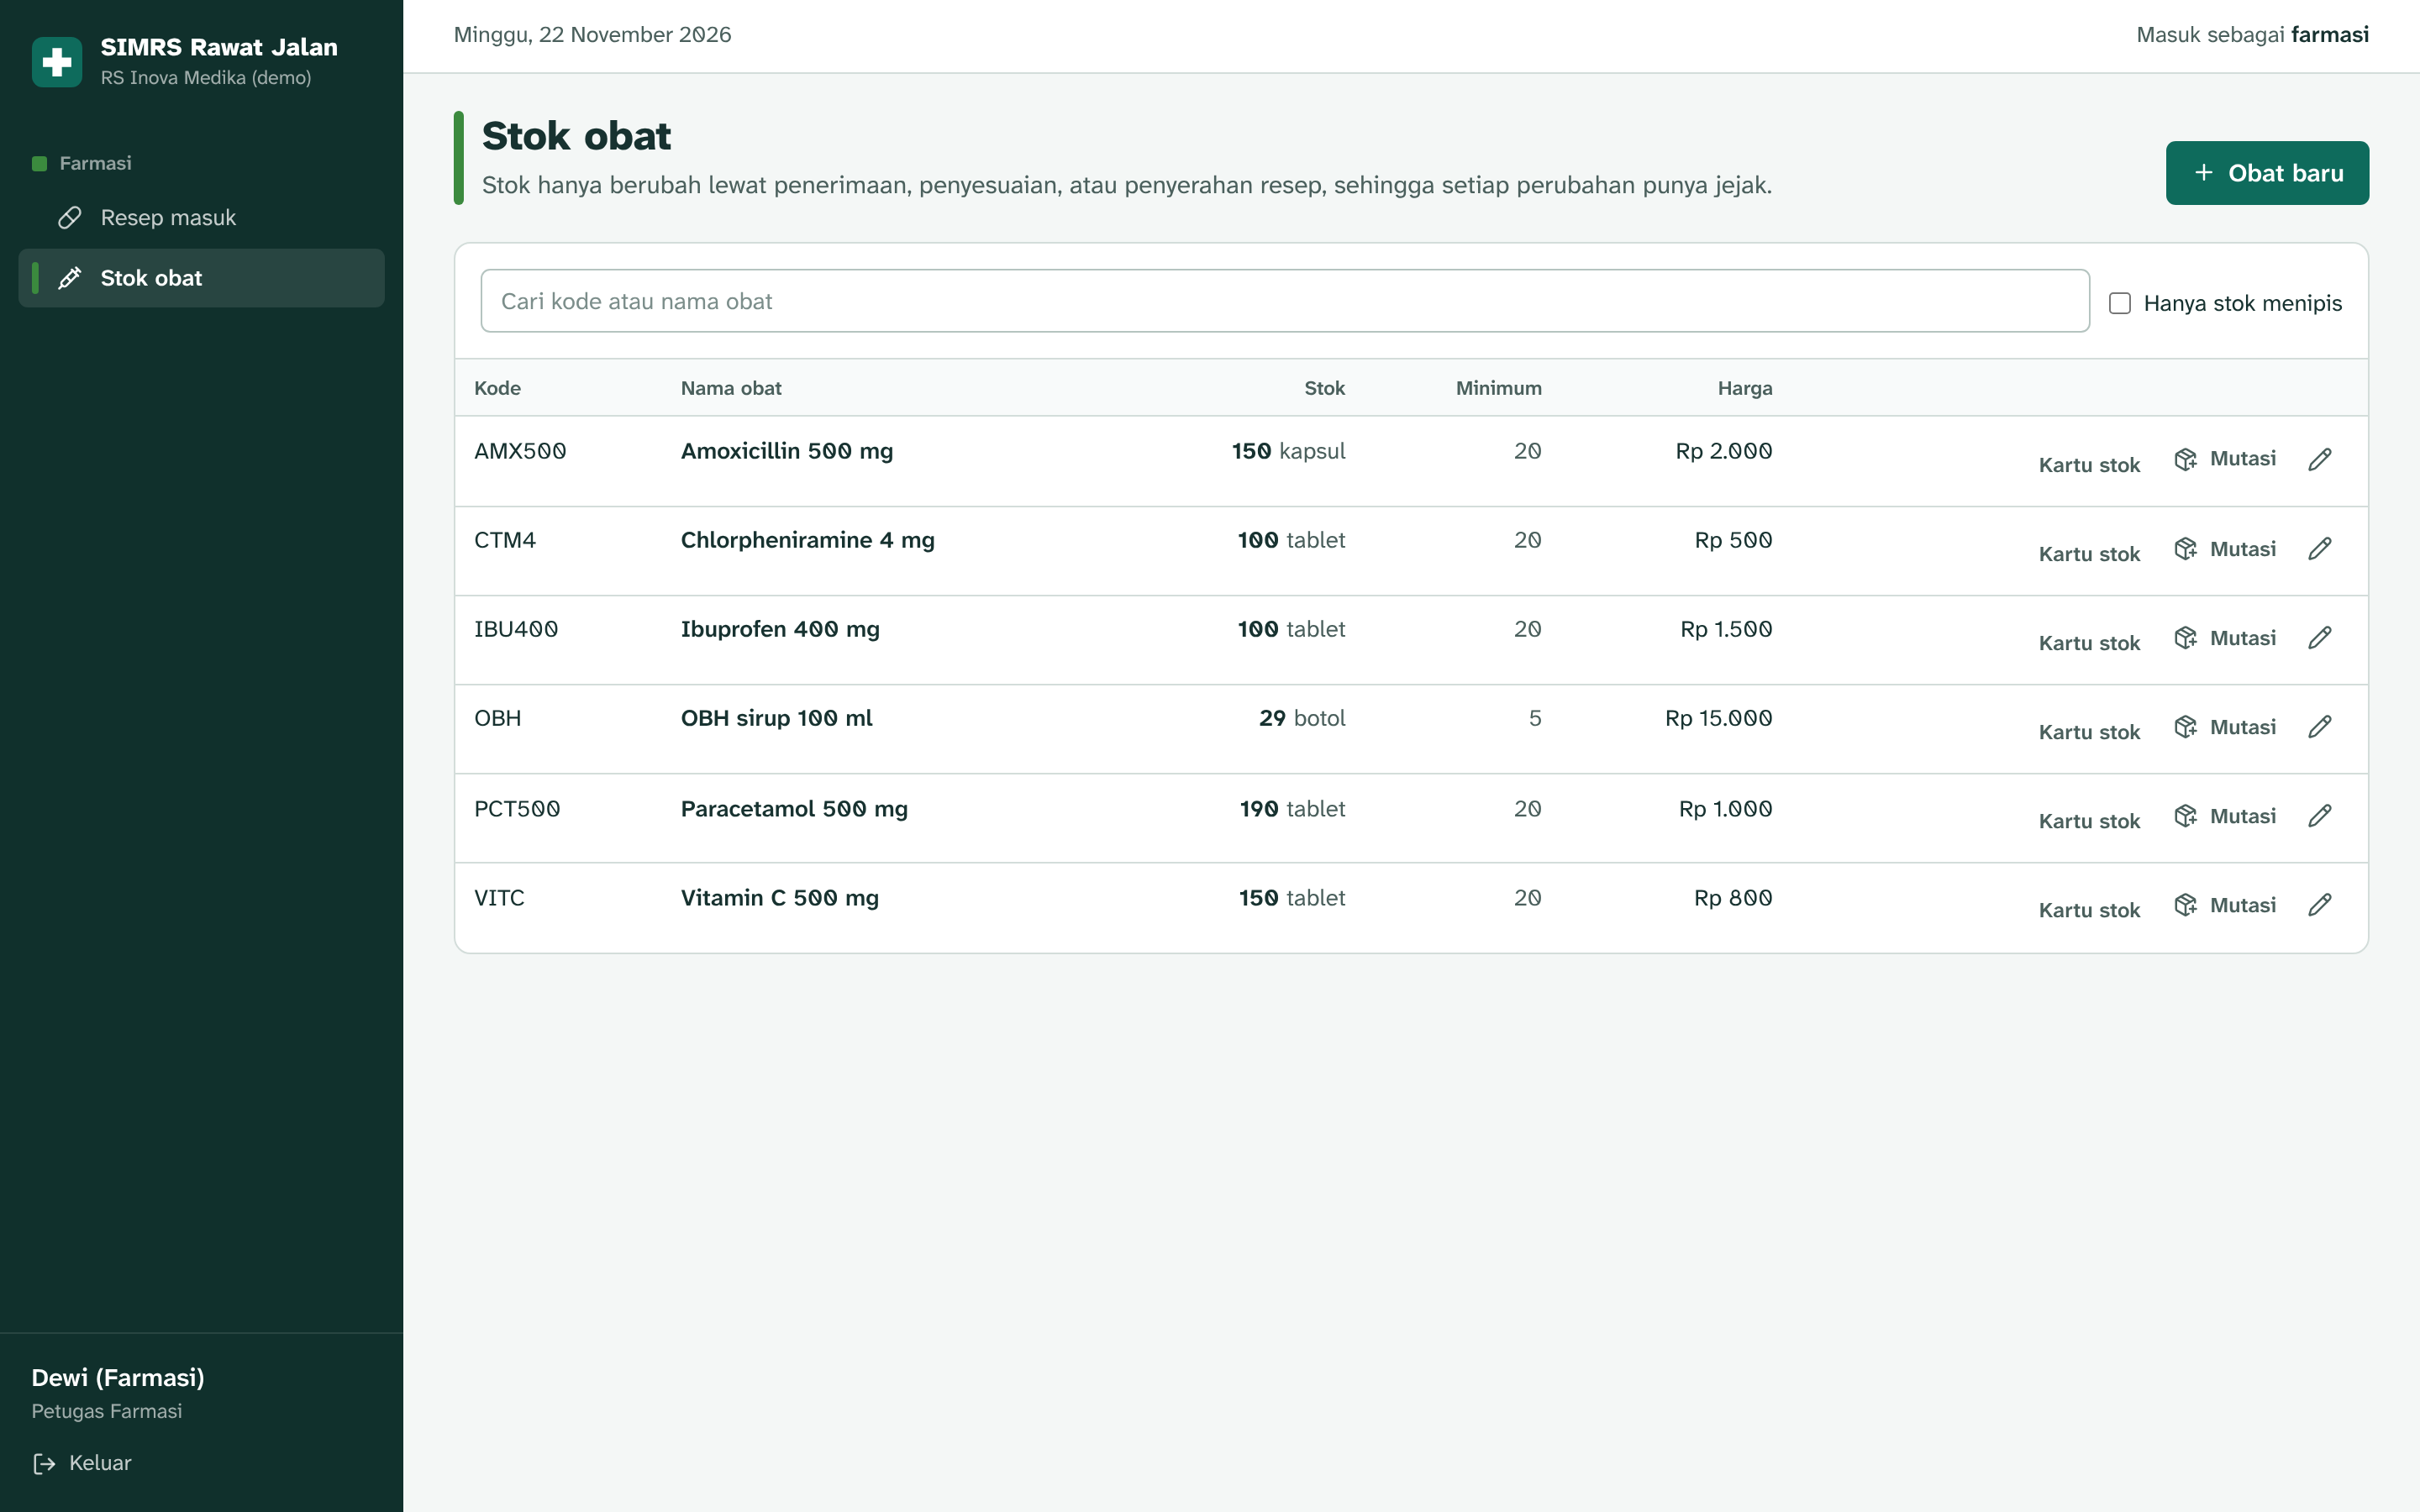 SIMRS Rawat Jalan
RS Inova Medika (demo)
Farmasi
Resep masuk
Stok obat
Dewi (Farmasi)
Petugas Farmasi
Keluar
Minggu, 22 November 2026
Masuk sebagai farmasi
Stok obat
Stok hanya berubah lewat penerimaan, penyesuaian, atau penyerahan resep, sehingga setiap perubahan punya jejak.
+ Obat baru
Cari kode atau nama obat
Hanya stok menipis
Kode Nama obat Stok Minimum Harga
AMX500 Amoxicillin 500 mg 150 kapsul 20 Rp 2.000 Kartu stok Mutasi
CTM4 Chlorpheniramine 4 mg 100 tablet 20 Rp 500 Kartu stok Mutasi
IBU400 Ibuprofen 400 mg 100 tablet 20 Rp 1.500 Kartu stok Mutasi
OBH OBH sirup 100 ml 29 botol 5 Rp 15.000 Kartu stok Mutasi
PCT500 Paracetamol 500 mg 190 tablet 20 Rp 1.000 Kartu stok Mutasi
VITC Vitamin C 500 mg 150 tablet 20 Rp 800 Kartu stok Mutasi